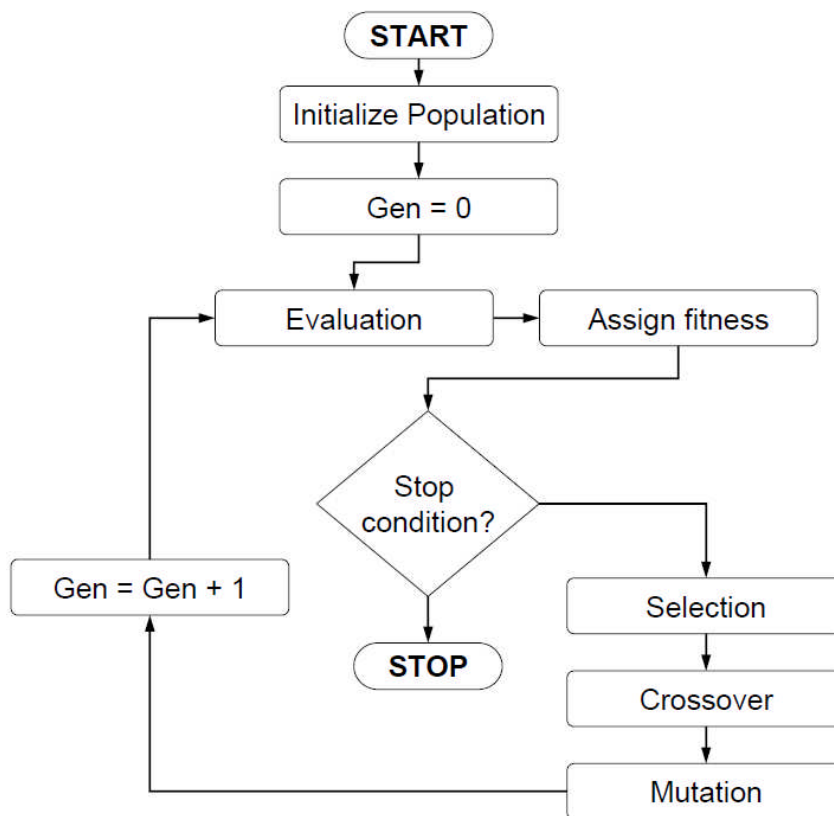 START
Initialize Population
Gen = 0
Evaluation
Assign fitness
Stop
condition?
Gen = Gen + 1
Selection
STOP
Crossover
Mutation